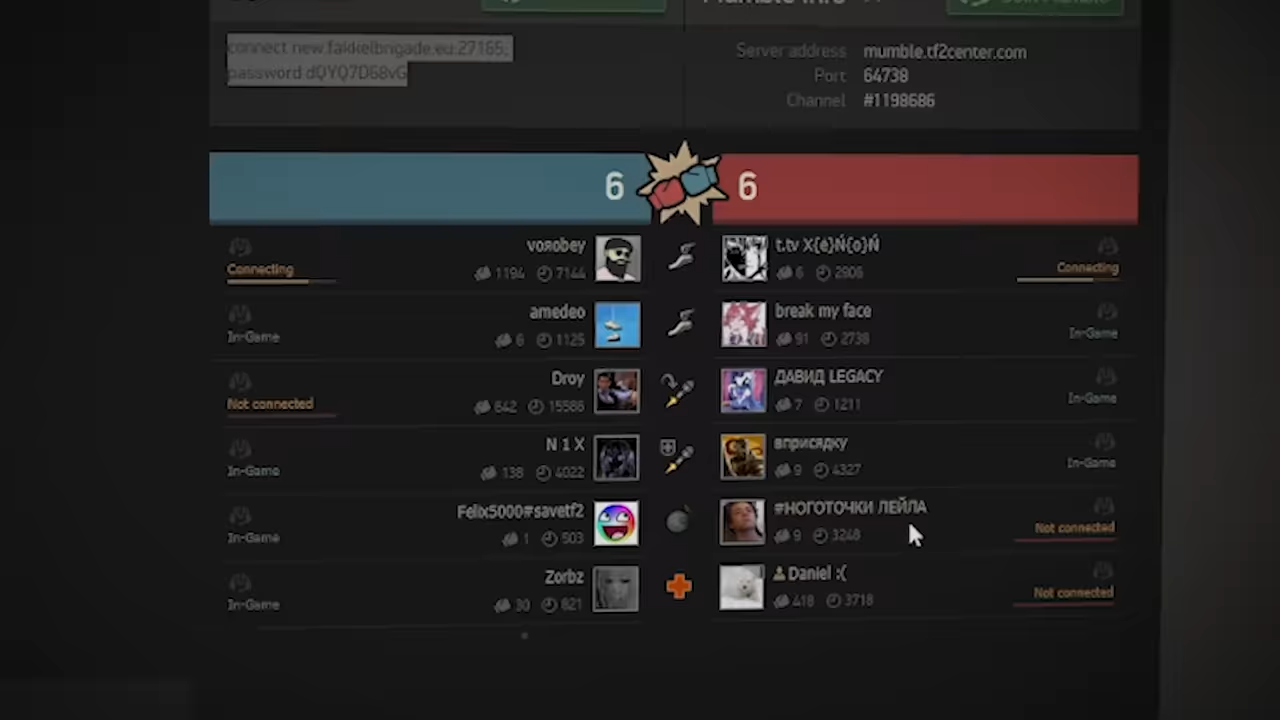 connect new.fakkelbrigade.eu:27165;
password dQYQ7D68vG
Server address mumble.tf2center.com
Port 64738
Channel #1198686
6 6
Connecting voяobey 1194 7144 t.tv X{e}Ń{o}Ń 6 2906 Connecting
In-Game amedeo 6 1125 break my face 91 2738 In-Game
Not connected Droy 642 15586 ДАВИД LEGACY 7 1211 In-Game
In-Game N 1 X 138 4022 вприсядку 9 4327 In-Game
In-Game Felix5000#savetf2 1 503 #НОГОТОЧКИ ЛЕЙЛА 9 3248 Not connected
In-Game Zorbz 30 821 Daniel :( 418 3718 Not connected